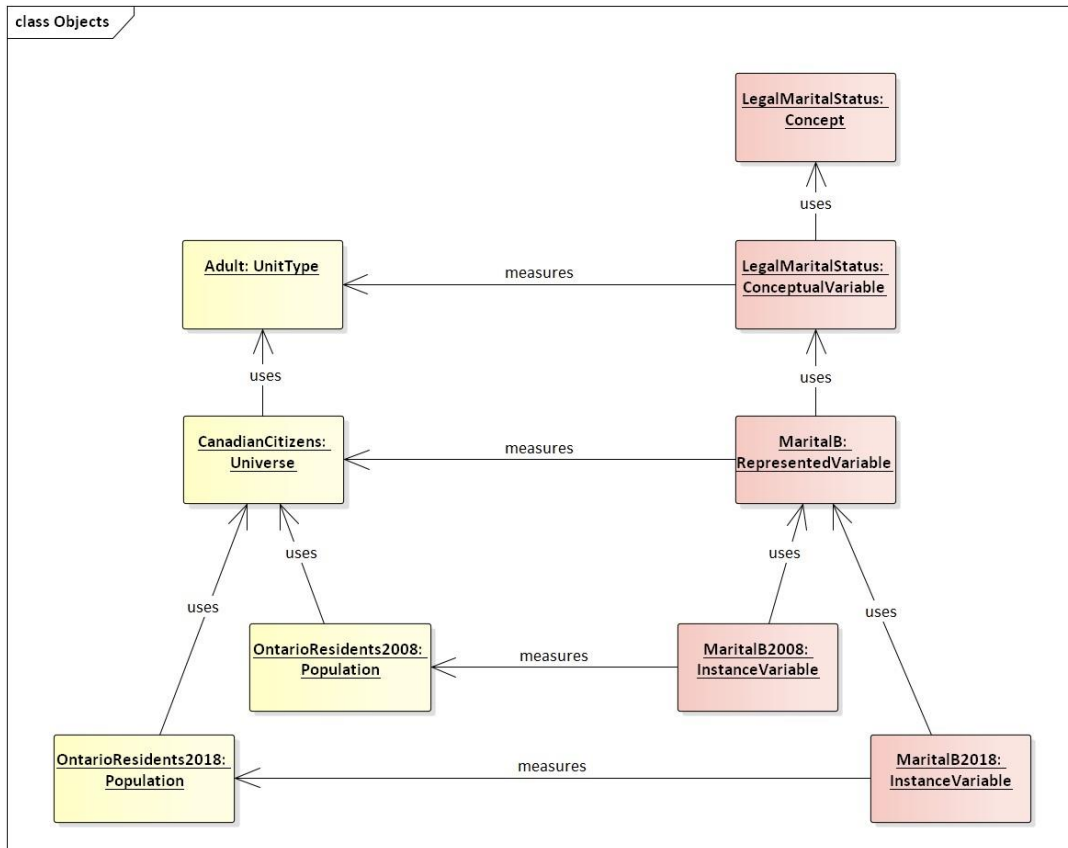 class Objects
LegalMaritalStatus:
Concept
uses
Adult: UnitType
measures
LegalMaritalStatus:
ConceptualVariable
uses
uses
CanadianCitizens:
Universe
measures
MaritalB:
RepresentedVariable
uses
uses
uses
uses
OntarioResidents2008:
Population
measures
MaritalB2008:
InstanceVariable
OntarioResidents2018:
Population
measures
MaritalB2018:
InstanceVariable